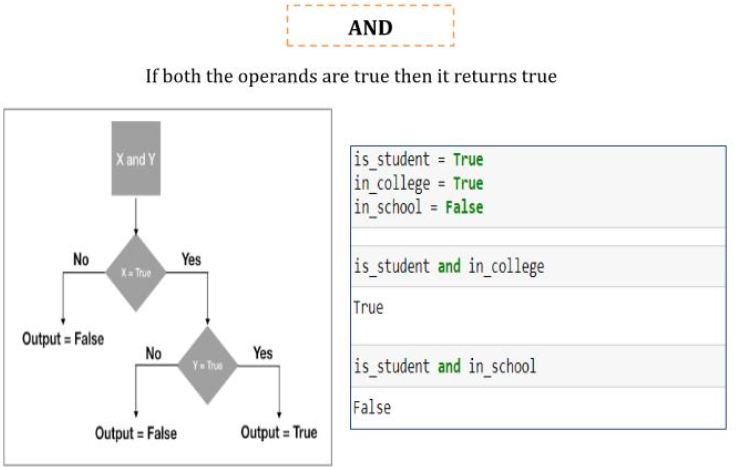 AND
If both the operands are true then it returns true
X and Y
No
X = True
Yes
Output = False
No
Y = True
Yes
Output = False
Output = True
is_student = True
in_college = True
in_school = False
is_student and in_college
True
is_student and in_school
False